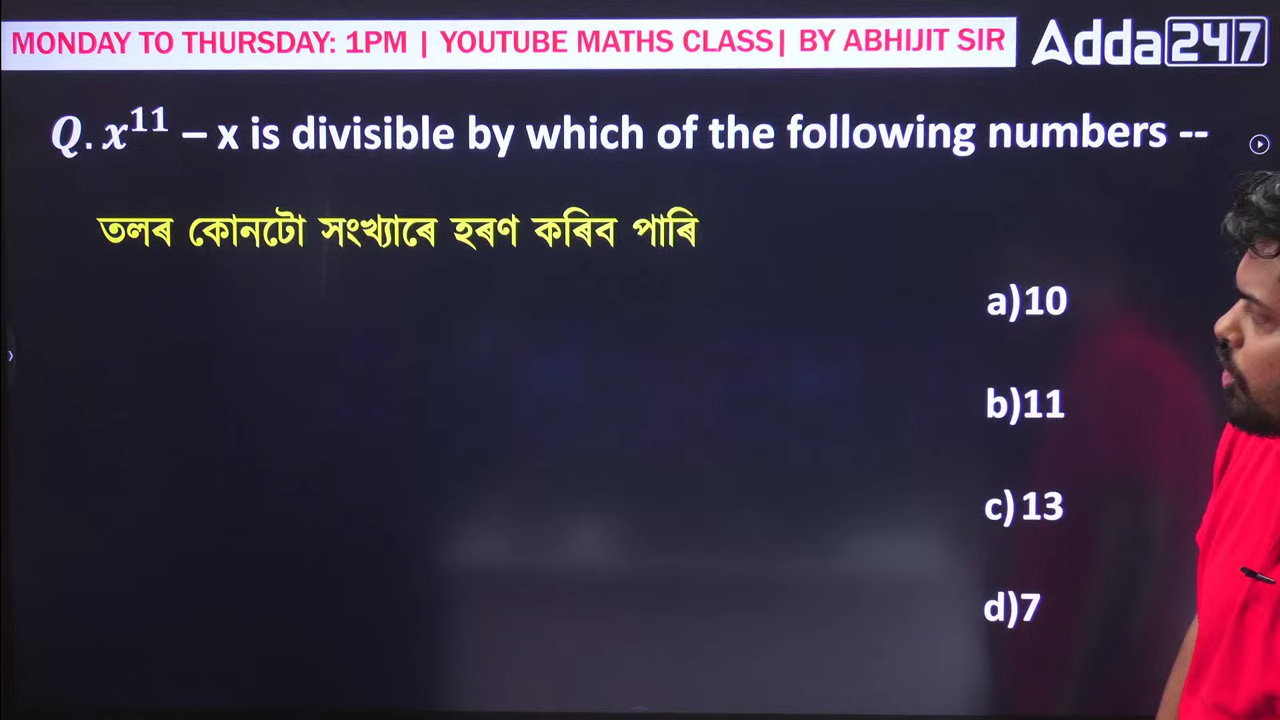 MONDAY TO THURSDAY: 1PM | YOUTUBE MATHS CLASS| BY ABHIJIT SIR
Adda247
Q. x¹¹ – x is divisible by which of the following numbers --
তলৰ কোনটো সংখ্যাৰে হৰণ কৰিব পাৰি
a)10
b)11
c)13
d)7